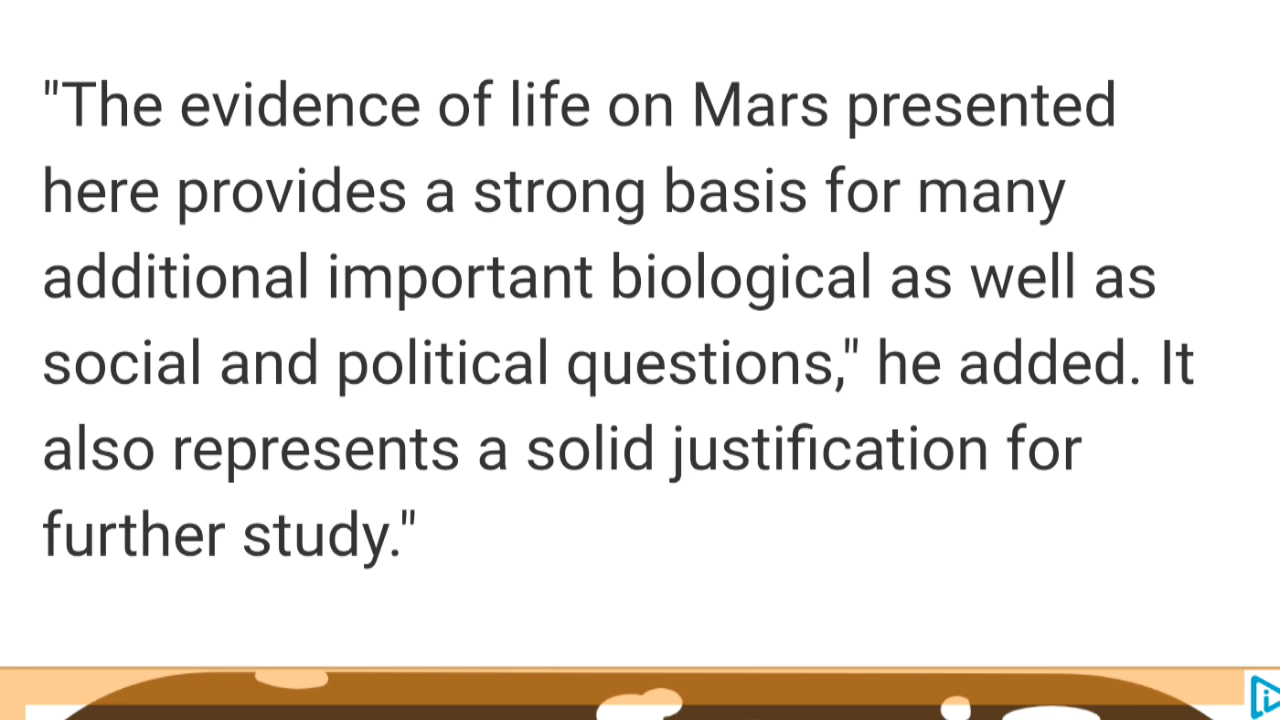 "The evidence of life on Mars presented
here provides a strong basis for many
additional important biological as well as
social and political questions," he added. It
also represents a solid justification for
further study."